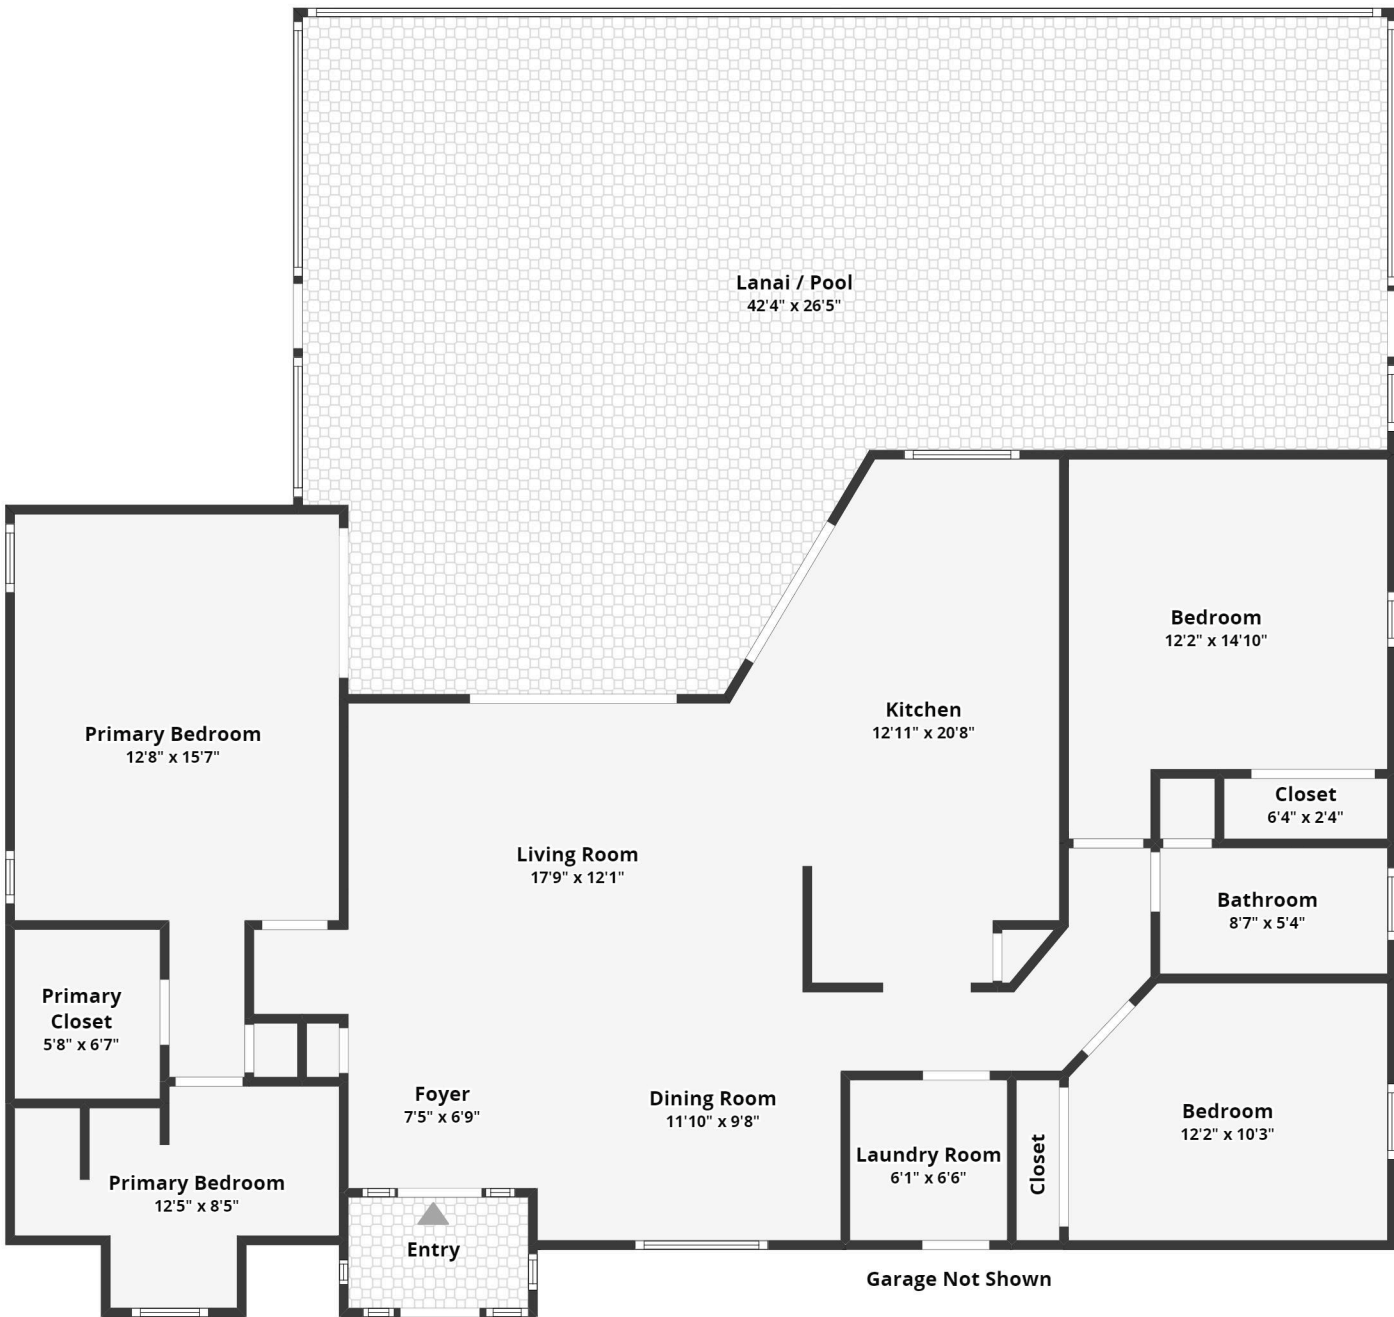 Lanai / Pool
42'4" x 26'5"
Bedroom
12'2" x 14'10"
Kitchen
12'11" x 20'8"
Primary Bedroom
12'8" x 15'7"
Closet
6'4" x 2'4"
Living Room
17'9" x 12'1"
Bathroom
8'7" x 5'4"
Primary
Closet
5'8" x 6'7"
Foyer
7'5" x 6'9"
Dining Room
11'10" x 9'8"
Bedroom
12'2" x 10'3"
Laundry Room
6'1" x 6'6"
Closet
Primary Bedroom
12'5" x 8'5"
Entry
Garage Not Shown